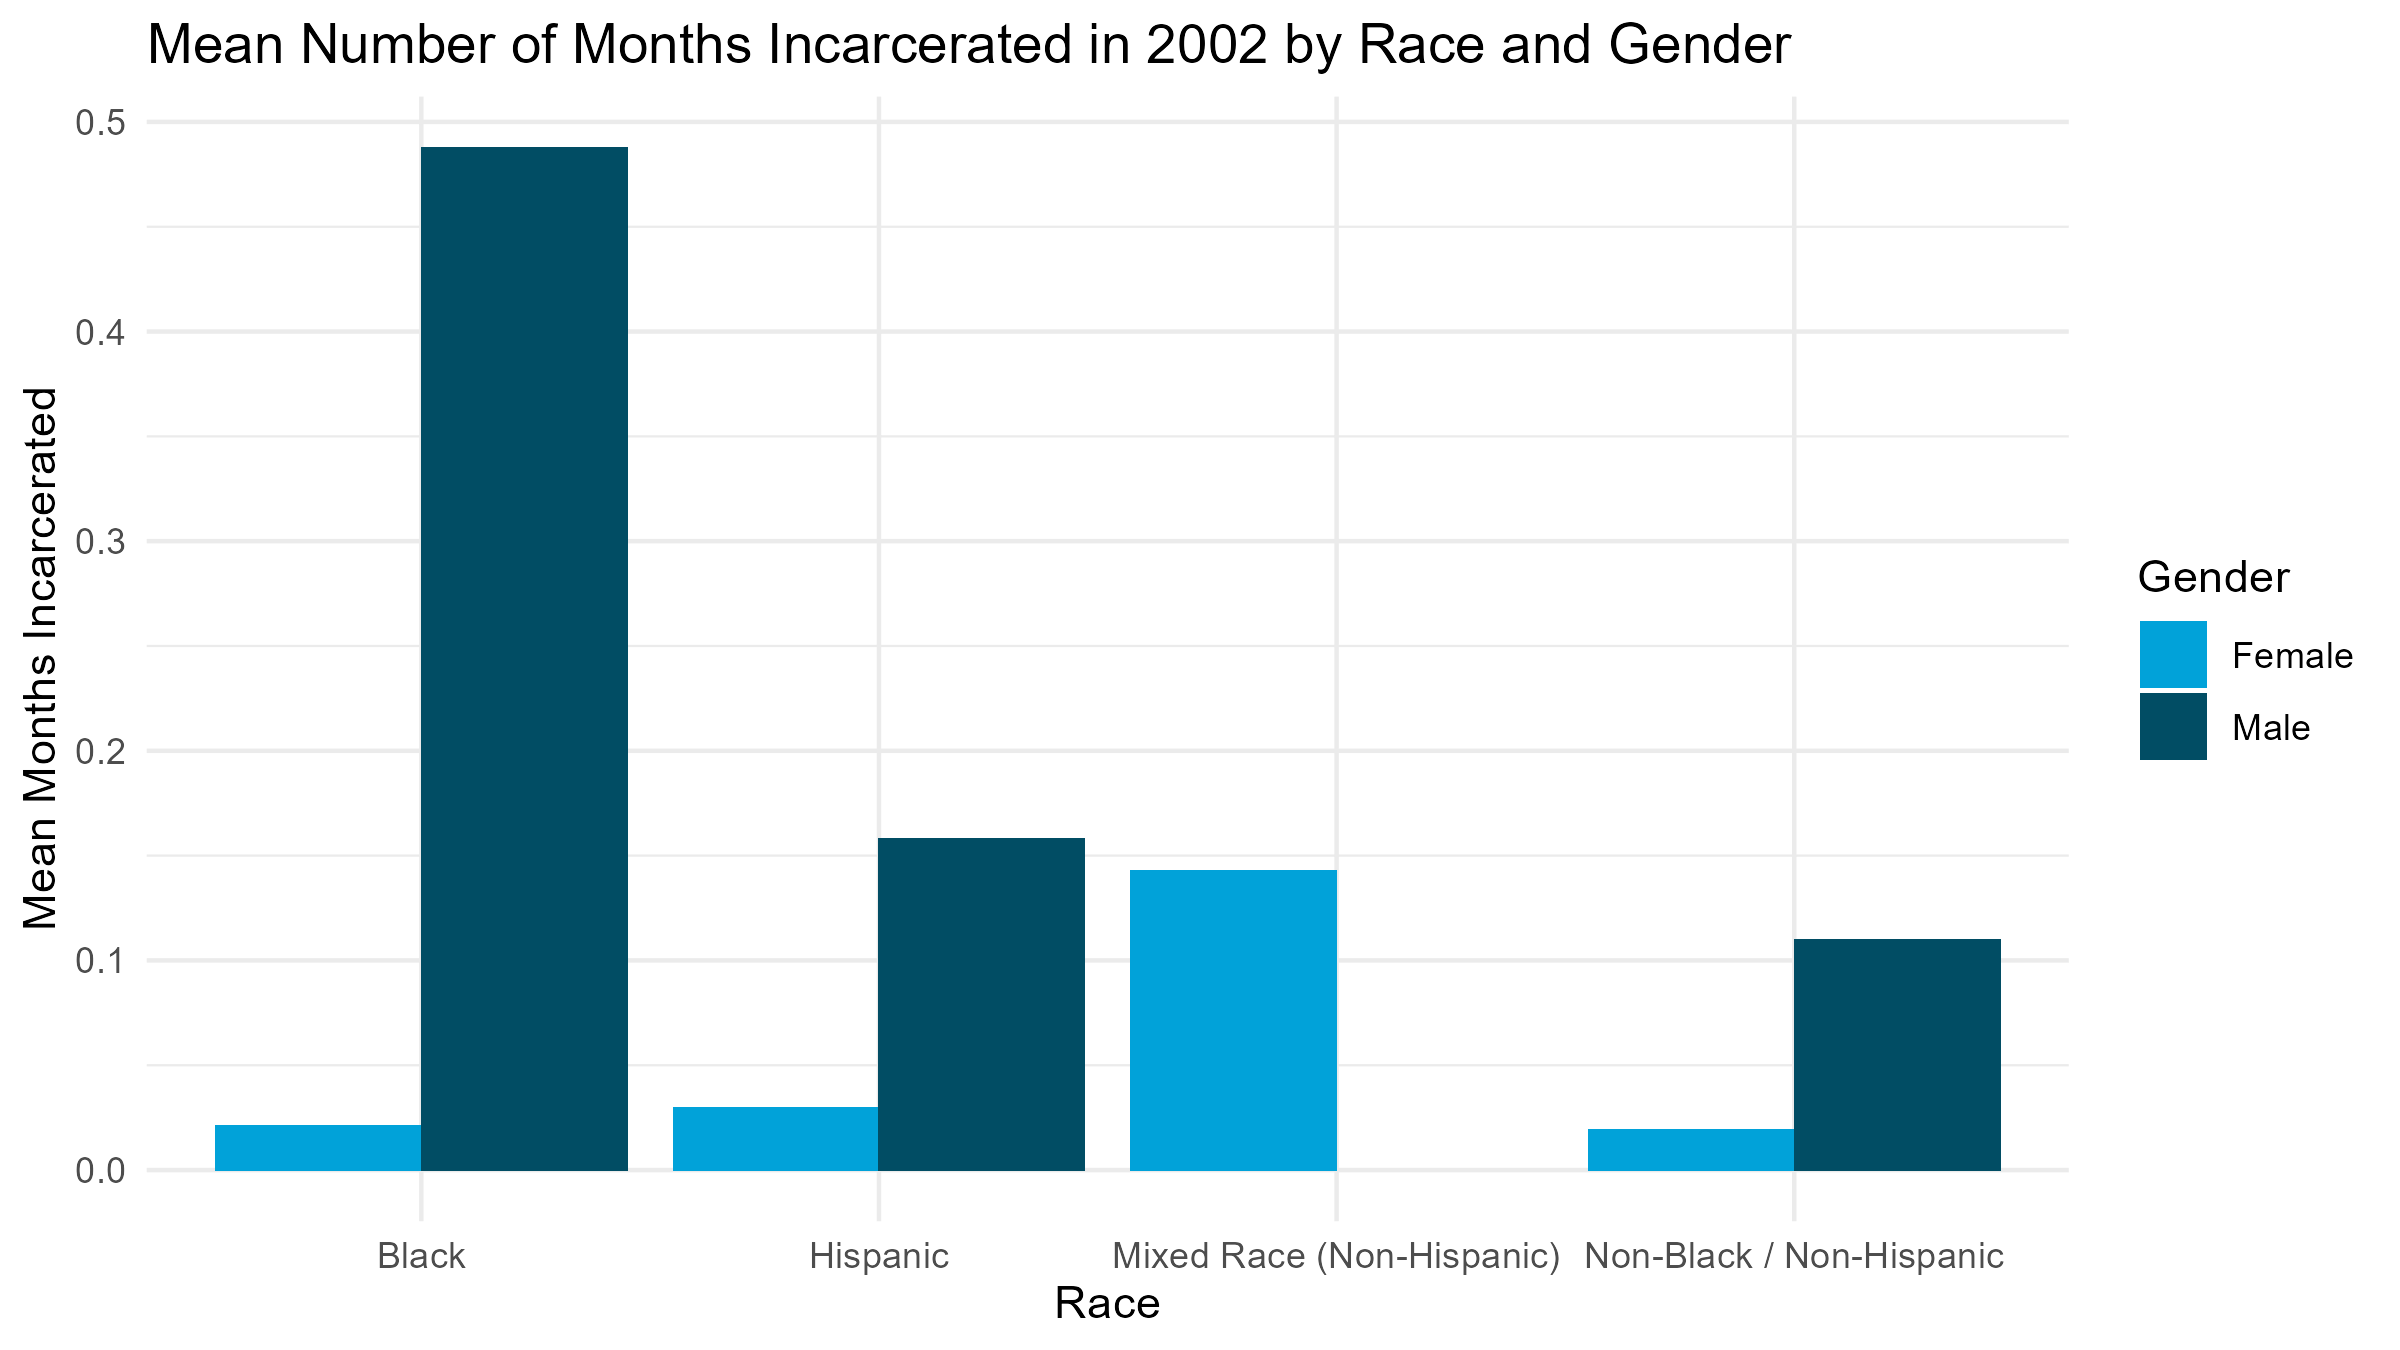 Mean Number of Months Incarcerated in 2002 by Race and Gender
Mean Months Incarcerated
0.5
0.4
0.3
0.2
0.1
0.0
Black
Hispanic
Mixed Race (Non-Hispanic)
Non-Black / Non-Hispanic
Race
Gender
Female
Male